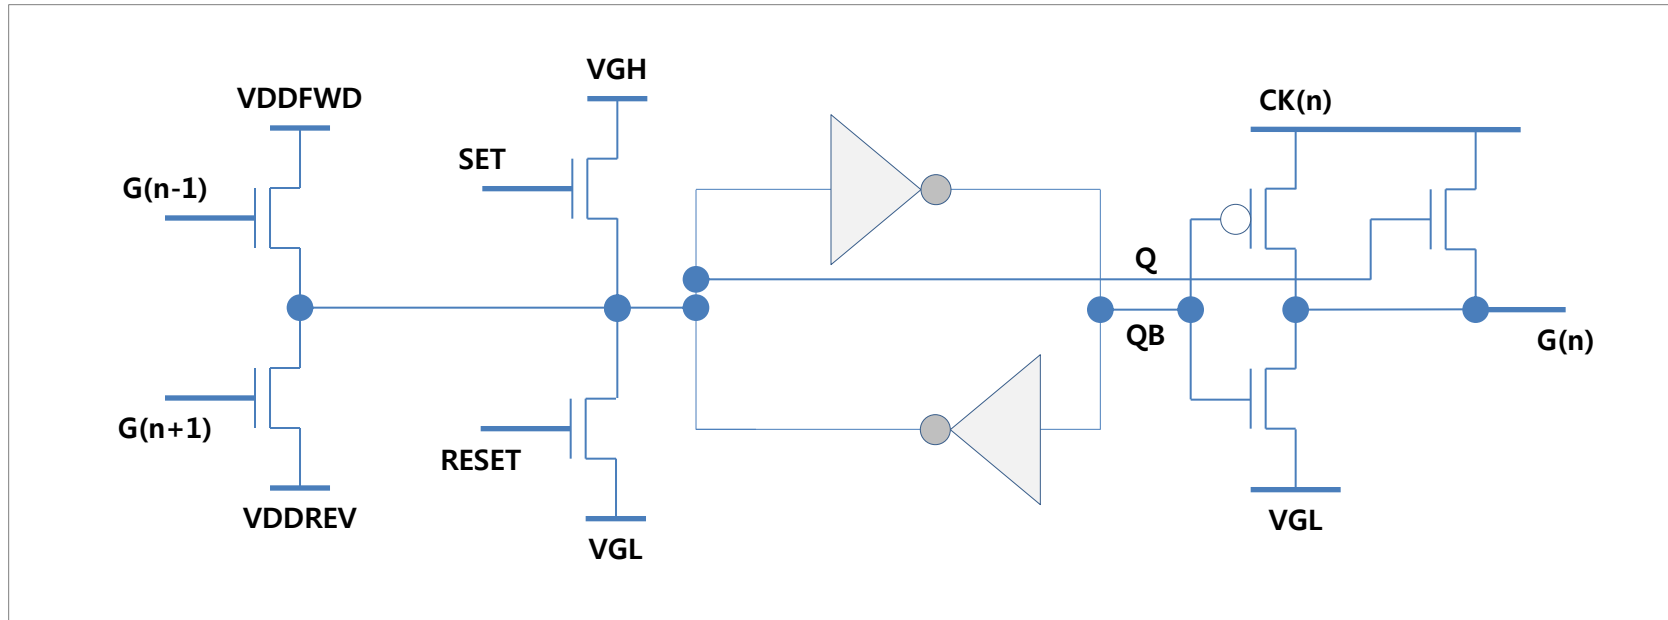 VGH
VDDFWD
CK(n)
SET
G(n-1)
Q
QB
G(n)
G(n+1)
RESET
VDDREV
VGL
VGL